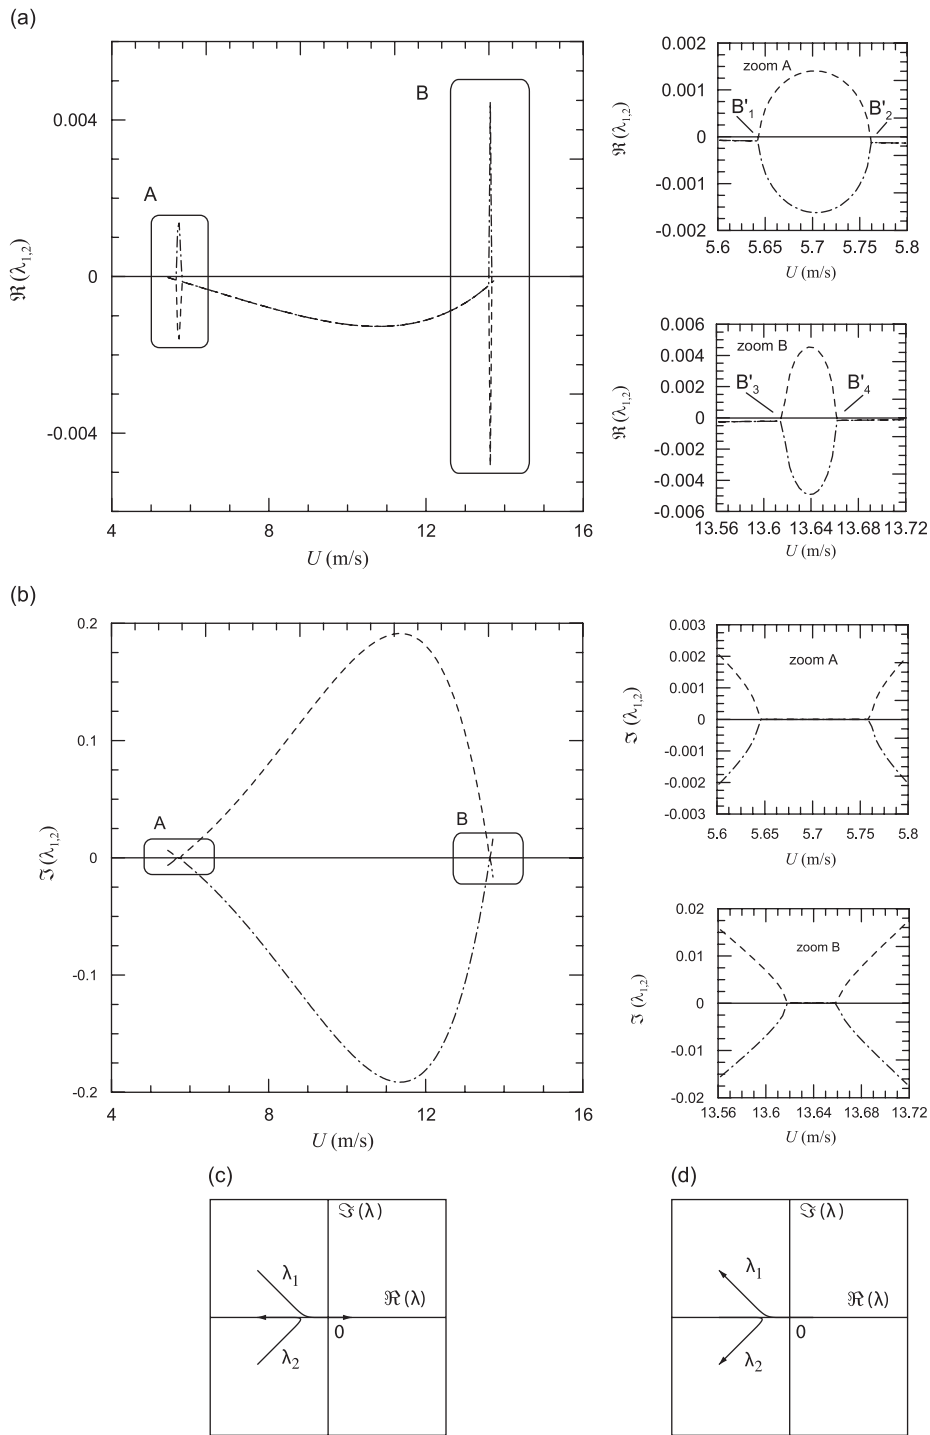 (a)
A
B
0.004
0
-0.004
ℜ (λ1,2)
4
8
12
16
U (m/s)
zoom A
B'1
B'2
0.002
0.001
0
-0.001
-0.002
ℜ (λ1,2)
5.6
5.65
5.7
5.75
5.8
U (m/s)
zoom B
B'3
B'4
0.006
0.004
0.002
0
-0.002
-0.004
-0.006
ℜ (λ1,2)
13.56
13.6
13.64
13.68
13.72
U (m/s)
(b)
A
B
0.2
0.1
0
-0.1
-0.2
ℑ (λ1,2)
4
8
12
16
U (m/s)
zoom A
0.003
0.002
0.001
0
-0.001
-0.002
-0.003
ℑ (λ1,2)
5.6
5.65
5.7
5.75
5.8
U (m/s)
zoom B
0.02
0.01
0
-0.01
-0.02
ℑ (λ1,2)
13.56
13.6
13.64
13.68
13.72
U (m/s)
(c)
ℑ (λ)
λ1
ℜ (λ)
0
λ2
(d)
ℑ (λ)
λ1
ℜ (λ)
0
λ2